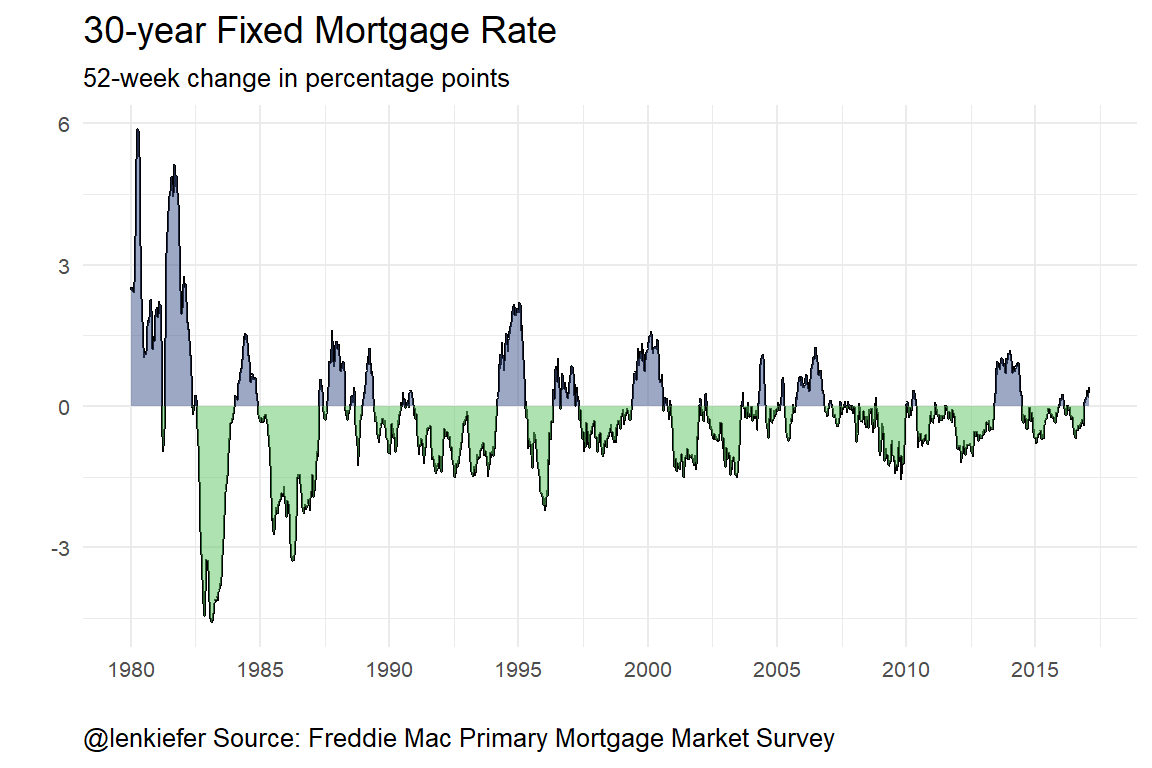 30-year Fixed Mortgage Rate
52-week change in percentage points
6
3
0
-3
1980 1985 1990 1995 2000 2005 2010 2015
@lenkiefer Source: Freddie Mac Primary Mortgage Market Survey